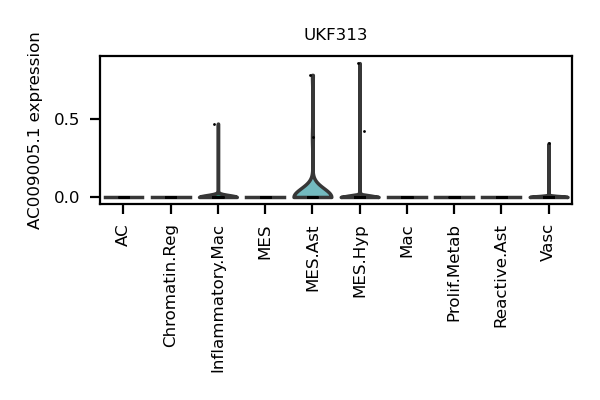 UKF313
AC009005.1 expression
0.5
0.0
AC
Chromatin.Reg
Inflammatory.Mac
MES
MES.Ast
MES.Hyp
Mac
Prolif.Metab
Reactive.Ast
Vasc